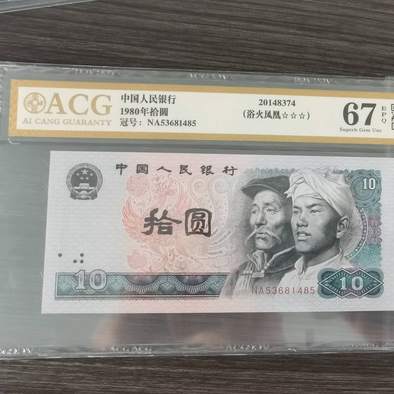 ACG
AI CANG GUARANTY
中国人民银行
1980年拾圆
冠号: NA53681485
20148374
(浴火凤凰☆☆☆)
67 EPQ
Superb Gem Unc
中国人民银行
10
拾圆
NA53681485
10
10